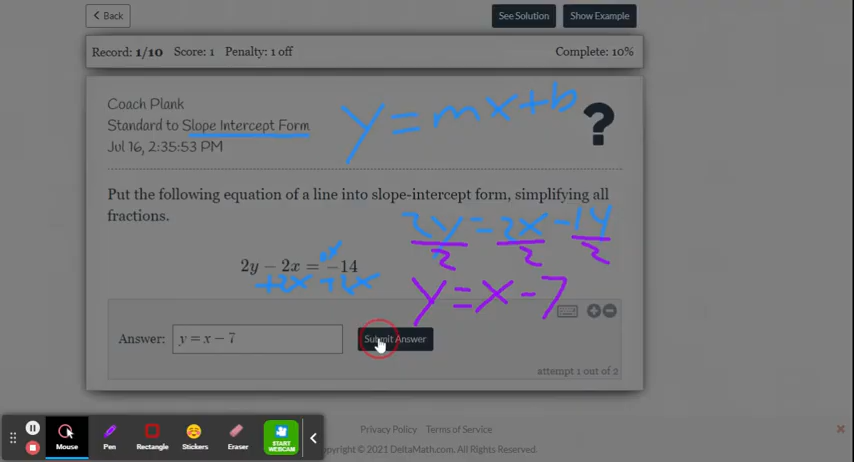 Back
See Solution
Show Example
Record: 1/10 Score: 1 Penalty: 1 off
Complete: 10%
Coach Plank
Standard to Slope Intercept Form
Jul 16, 2:35:53 PM
y = mx+b
?
Put the following equation of a line into slope-intercept form, simplifying all
fractions.
2y = 2x - 14
2 2 2
2y − 2x = −14
+2x +2x
y = x - 7
Answer: y = x − 7
Submit Answer
attempt 1 out of 2
Privacy Policy Terms of Service
opyright © 2021 DeltaMath.com. All Rights Reserved.
Mouse
Pen
Rectangle
Stickers
Eraser
START
WEBCAM